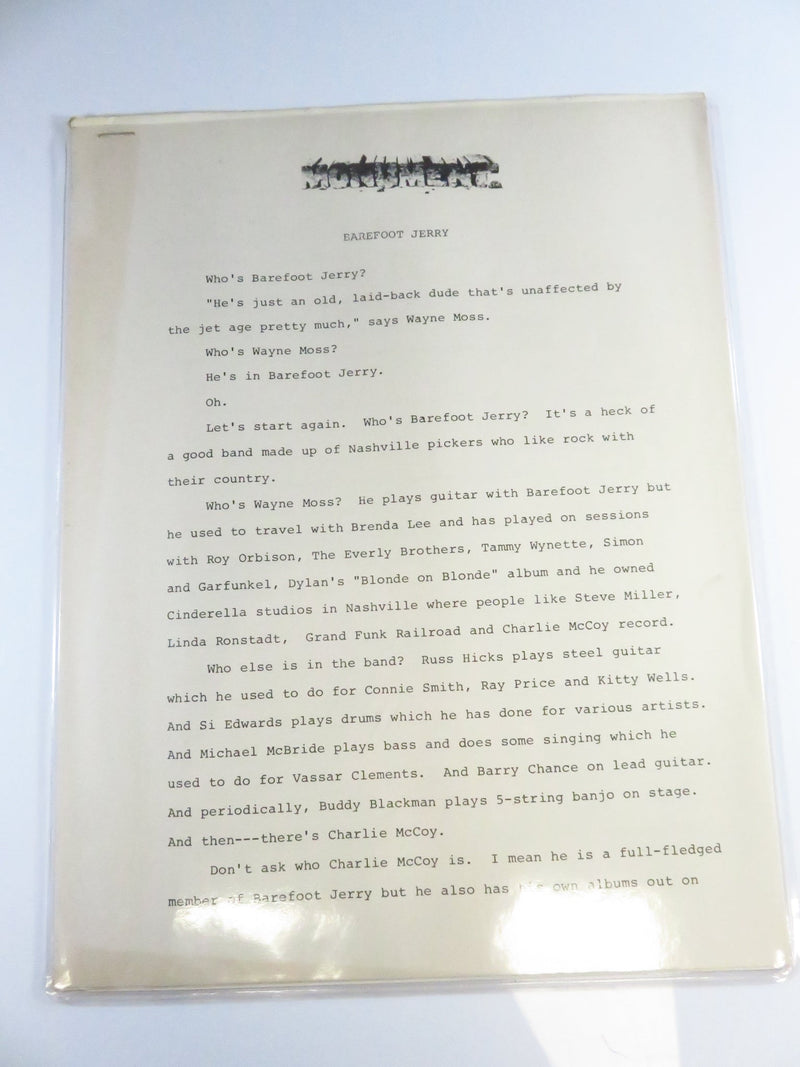 MONUMENT
BAREFOOT JERRY
Who's Barefoot Jerry?
"He's just an old, laid-back dude that's unaffected by
the jet age pretty much," says Wayne Moss.
Who's Wayne Moss?
He's in Barefoot Jerry.
Oh.
Let's start again. Who's Barefoot Jerry? It's a heck of
a good band made up of Nashville pickers who like rock with
their country.
Who's Wayne Moss? He plays guitar with Barefoot Jerry but
he used to travel with Brenda Lee and has played on sessions
with Roy Orbison, The Everly Brothers, Tammy Wynette, Simon
and Garfunkel, Dylan's "Blonde on Blonde" album and he owned
Cinderella studios in Nashville where people like Steve Miller,
Linda Ronstadt, Grand Funk Railroad and Charlie McCoy record.
Who else is in the band? Russ Hicks plays steel guitar
which he used to do for Connie Smith, Ray Price and Kitty Wells.
And Si Edwards plays drums which he has done for various artists.
And Michael McBride plays bass and does some singing which he
used to do for Vassar Clements. And Barry Chance on lead guitar.
And periodically, Buddy Blackman plays 5-string banjo on stage.
And then---there's Charlie McCoy.
Don't ask who Charlie McCoy is. I mean he is a full-fledged
member of Barefoot Jerry but he also has his own albums out on